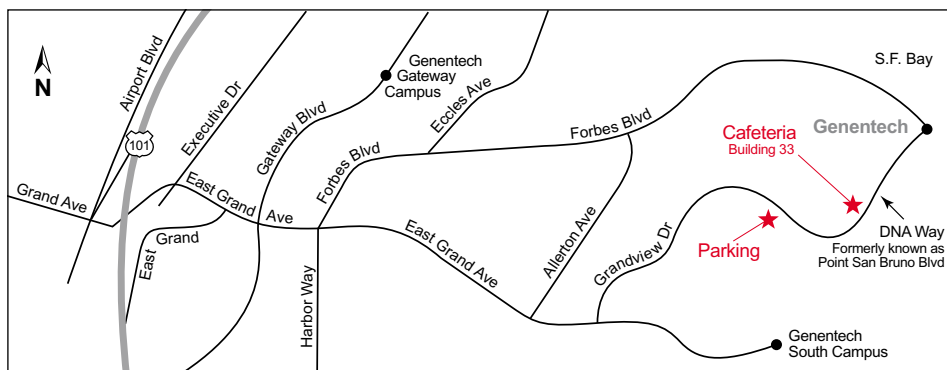 N
Airport Blvd
101
Executive Dr
Grand Ave
East Grand
Ave
East
Grand
Gateway Blvd
Genentech
Gateway
Campus
Eccles Ave
Forbes Blvd
Forbes Blvd
Harbor Way
East Grand Ave
Allerton Ave
Grandview Dr
S.F. Bay
Genentech
Cafeteria
Building 33
Parking
DNA Way
Formerly known as
Point San Bruno Blvd
Genentech
South Campus